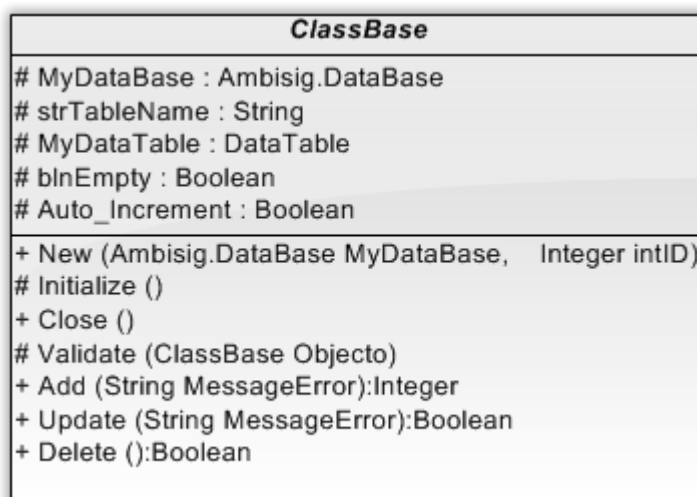 ClassBase
# MyDataBase : Ambisig.DataBase
# strTableName : String
# MyDataTable : DataTable
# blnEmpty : Boolean
# Auto_Increment : Boolean
+ New (Ambisig.DataBase MyDataBase, Integer intID)
# Initialize ()
+ Close ()
# Validate (ClassBase Objecto)
+ Add (String MessageError):Integer
+ Update (String MessageError):Boolean
+ Delete ():Boolean